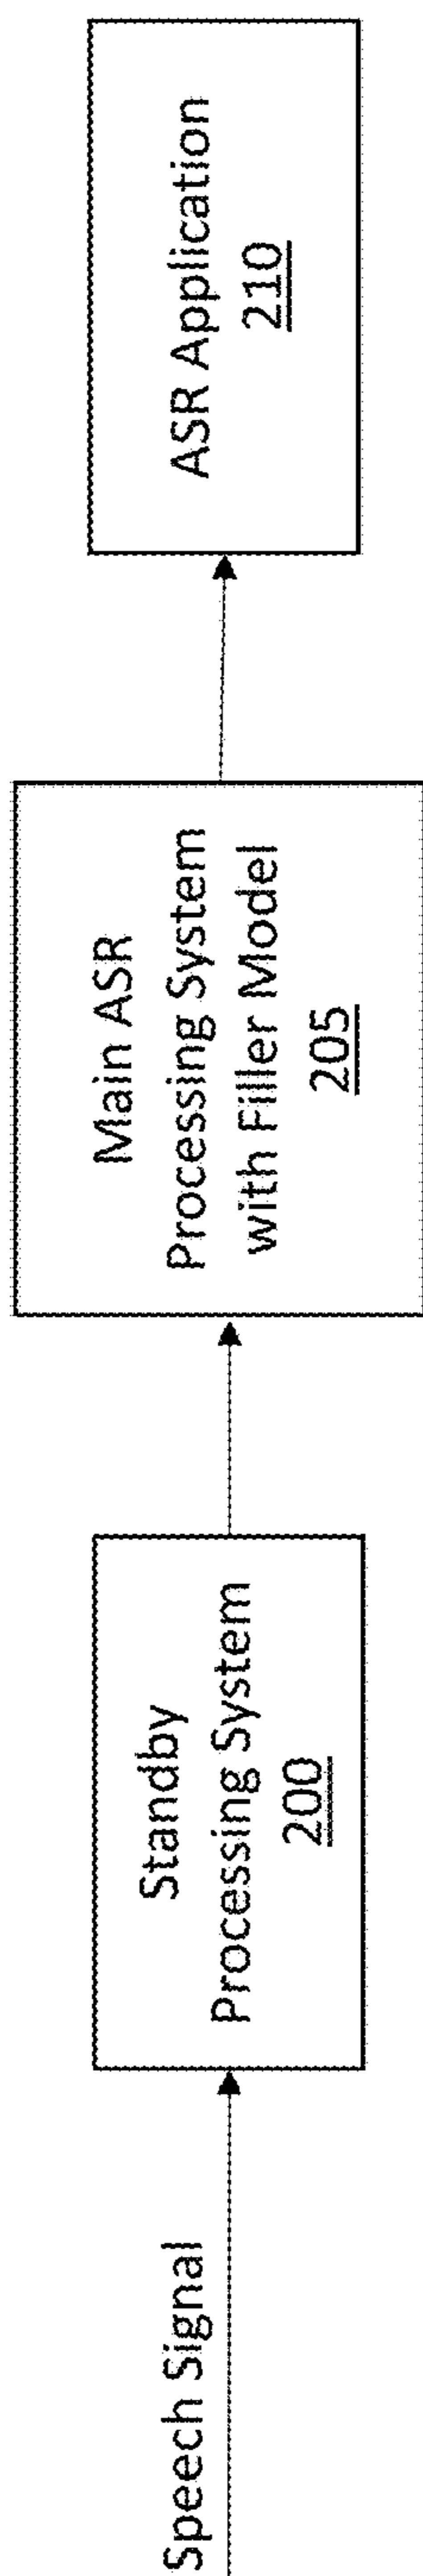 Speech Signal
Standby
Processing System
200
Main ASR
Processing System
with Filler Model
205
ASR Application
210